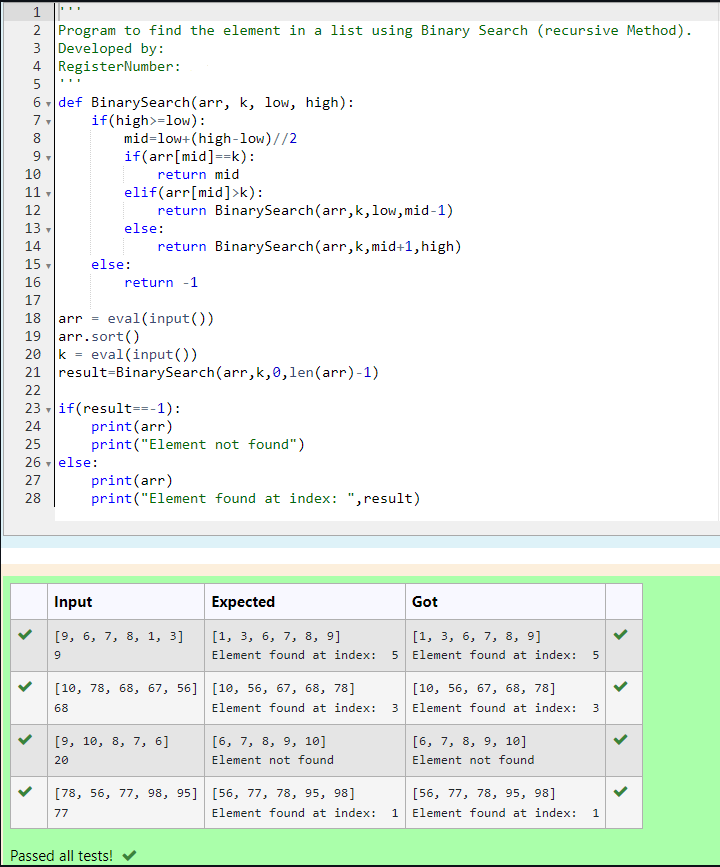 1 '''
2 Program to find the element in a list using Binary Search (recursive Method).
3 Developed by:
4 RegisterNumber:
5 '''
6 def BinarySearch(arr, k, low, high):
7     if(high>=low):
8         mid=low+(high-low)//2
9         if(arr[mid]==k):
10             return mid
11         elif(arr[mid]>k):
12             return BinarySearch(arr,k,low,mid-1)
13         else:
14             return BinarySearch(arr,k,mid+1,high)
15     else:
16         return -1
17
18 arr = eval(input())
19 arr.sort()
20 k = eval(input())
21 result=BinarySearch(arr,k,0,len(arr)-1)
22
23 if(result==-1):
24     print(arr)
25     print("Element not found")
26 else:
27     print(arr)
28     print("Element found at index: ",result)
Input Expected Got
[9, 6, 7, 8, 1, 3] [1, 3, 6, 7, 8, 9] [1, 3, 6, 7, 8, 9]
9 Element found at index:  5 Element found at index:  5
[10, 78, 68, 67, 56] [10, 56, 67, 68, 78] [10, 56, 67, 68, 78]
68 Element found at index:  3 Element found at index:  3
[9, 10, 8, 7, 6] [6, 7, 8, 9, 10] [6, 7, 8, 9, 10]
20 Element not found Element not found
[78, 56, 77, 98, 95] [56, 77, 78, 95, 98] [56, 77, 78, 95, 98]
77 Element found at index:  1 Element found at index:  1
Passed all tests!